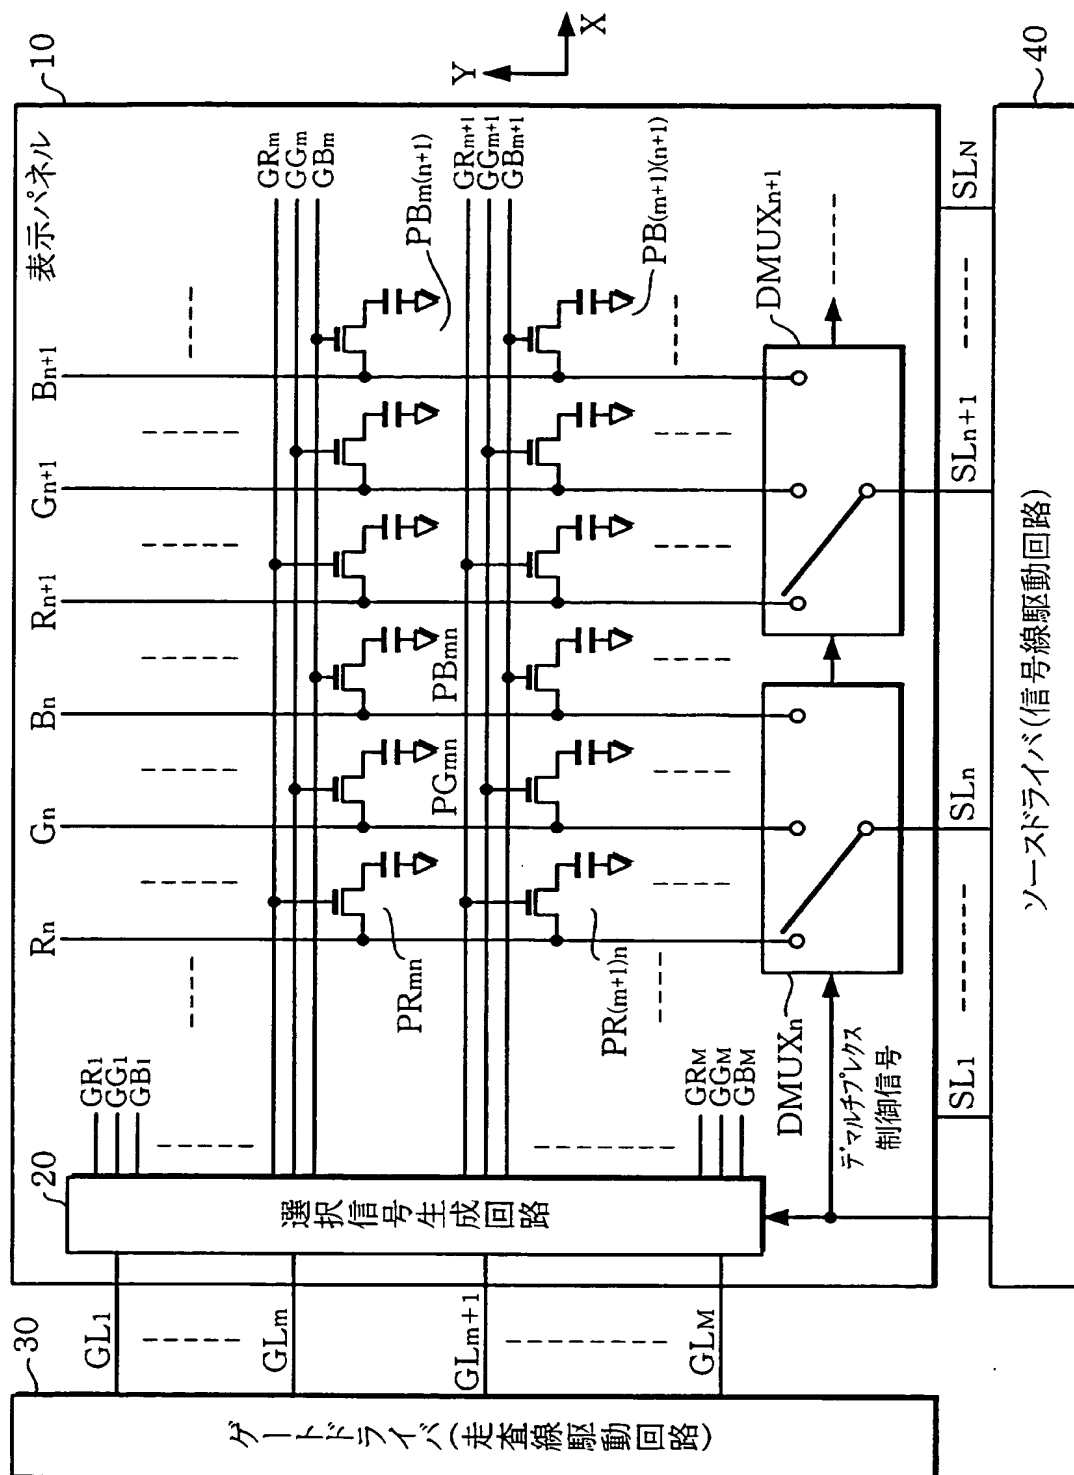 30
ゲートドライバ(走査線駆動回路)
GL1
GLm
GLm+1
GLM
10
表示パネル
20
選択信号生成回路
GR1
GG1
GB1
GRM
GGM
GBM
Rn
Gn
Bn
Rn+1
Gn+1
Bn+1
GRm
GGm
GBm
GRm+1
GGm+1
GBm+1
PRmn
PGmn
PBmn
PBm(n+1)
PR(m+1)n
PB(m+1)(n+1)
DMUXn
DMUXn+1
デマルチプレクス
制御信号
Y
X
SL1
SLn
SLn+1
SLN
40
ソースドライバ(信号線駆動回路)